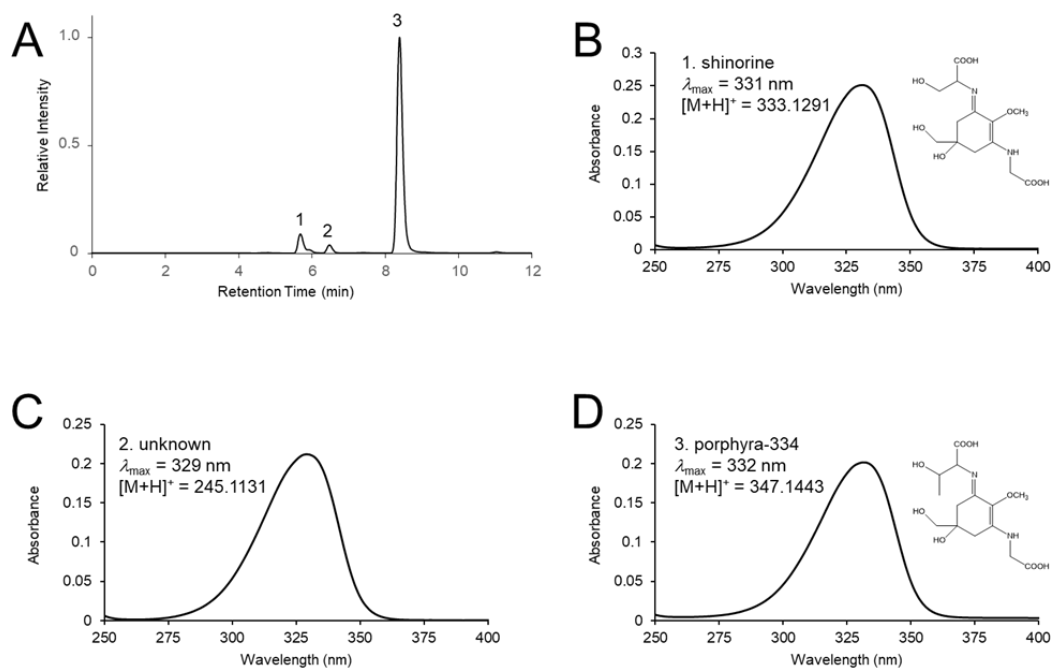 A
3
1.0
0.5
0
1
2
0 2 4 6 8 10 12
Relative Intensity
Retention Time (min)
B
0.3
0.25
0.2
0.15
0.1
0.05
0
1. shinorine
λmax = 331 nm
[M+H]⁺ = 333.1291
COOH
HO
N
OCH₃
HO
HO
NH
COOH
Absorbance
250 275 300 325 350 375 400
Wavelength (nm)
C
0.25
0.2
0.15
0.1
0.05
0
2. unknown
λmax = 329 nm
[M+H]⁺ = 245.1131
Absorbance
250 275 300 325 350 375 400
Wavelength (nm)
D
0.25
0.2
0.15
0.1
0.05
0
3. porphyra-334
λmax = 332 nm
[M+H]⁺ = 347.1443
COOH
HO
N
OCH₃
HO
HO
NH
COOH
Absorbance
250 275 300 325 350 375 400
Wavelength (nm)